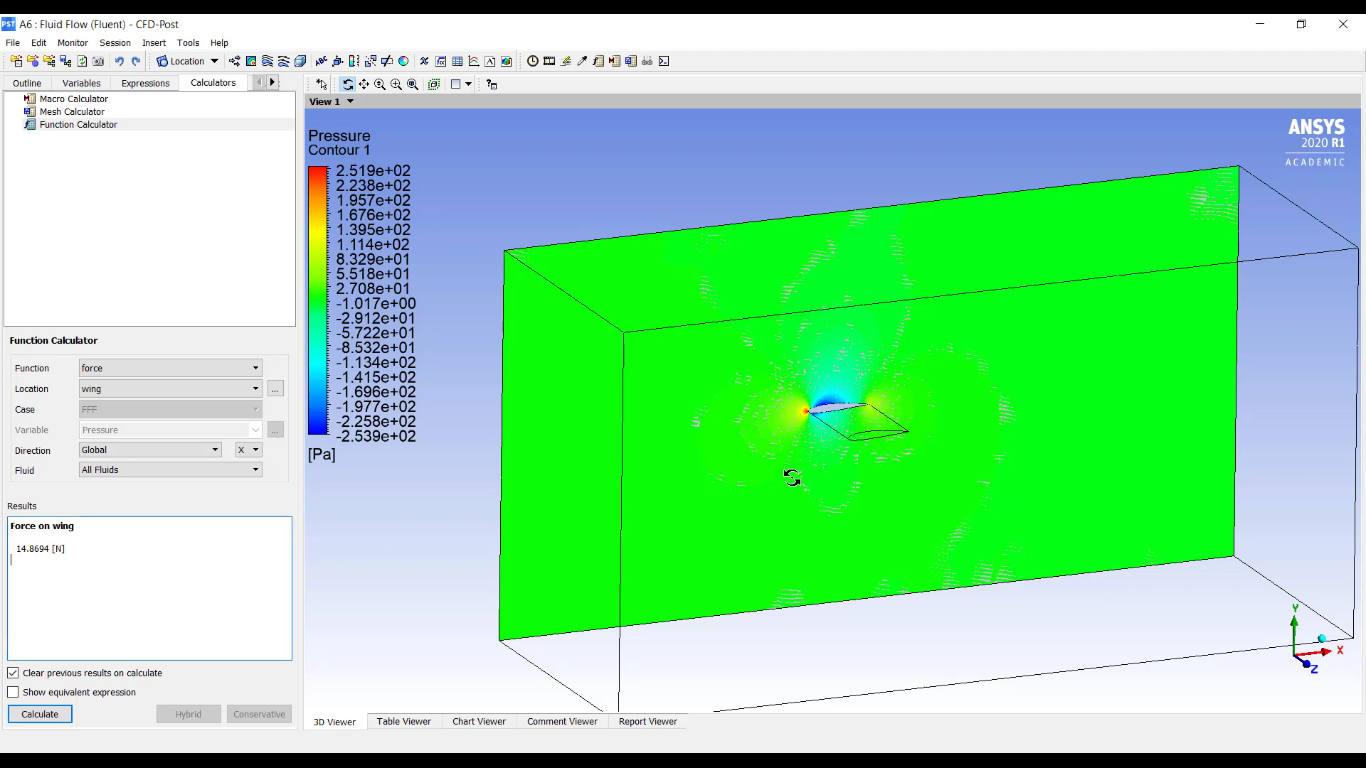 PST A6 : Fluid Flow (Fluent) - CFD-Post
File Edit Monitor Session Insert Tools Help
Location
Outline Variables Expressions Calculators
Macro Calculator
Mesh Calculator
Function Calculator
View 1
Pressure
Contour 1
2.519e+02
2.238e+02
1.957e+02
1.676e+02
1.395e+02
1.114e+02
8.329e+01
5.518e+01
2.708e+01
-1.017e+00
-2.912e+01
-5.722e+01
-8.532e+01
-1.134e+02
-1.415e+02
-1.696e+02
-1.977e+02
-2.258e+02
-2.539e+02
[Pa]
ANSYS
2020 R1
ACADEMIC
Function Calculator
Function force
Location wing ...
Case FFF
Variable Pressure ...
Direction Global X
Fluid All Fluids
Results
Force on wing
14.8694 [N]
Clear previous results on calculate
Show equivalent expression
Calculate Hybrid Conservative
Y
X
Z
3D Viewer Table Viewer Chart Viewer Comment Viewer Report Viewer